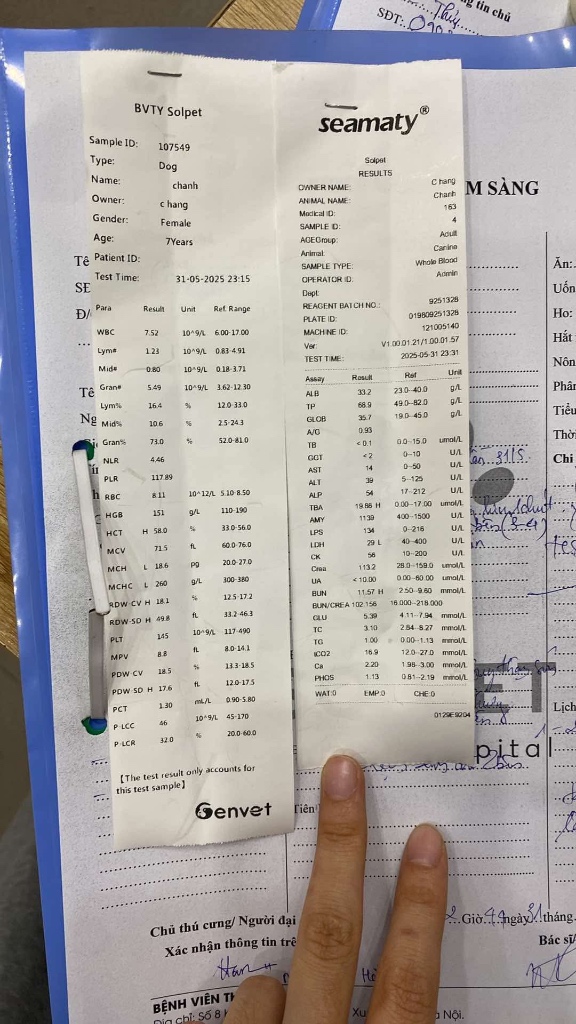 ng tin chủ
SĐT:
BVTY Solpet
Sample ID: 107549
Type: Dog
Name: chanh
Owner: c hang
Gender: Female
Age: 7Years
Patient ID:
Test Time: 31-05-2025 23:15
Para Result Unit Ref. Range
WBC 7.52 10^9/L 6.00-17.00
Lym# 1.23 10^9/L 0.83-4.91
Mid# 0.80 10^9/L 0.18-3.71
Gran# 5.49 10^9/L 3.62-12.30
Lym% 16.4 % 12.0-33.0
Mid% 10.6 % 2.5-24.3
Gran% 73.0 % 52.0-81.0
NLR 4.46
PLR 117.89
RBC 8.11 10^12/L 5.10-8.50
HGB 151 g/L 110-190
HCT H 58.0 % 33.0-56.0
MCV 71.5 fL 60.0-76.0
MCH L 18.6 pg 20.0-27.0
MCHC L 260 g/L 300-380
RDW-CV H 18.1 % 12.5-17.2
RDW-SD H 49.8 fL 33.2-46.3
PLT 145 10^9/L 117-490
MPV 8.8 fL 8.0-14.1
PDW-CV 18.5 % 13.3-18.5
PDW-SD H 17.6 fL 12.0-17.5
PCT 1.30 mL/L 0.90-5.80
P-LCC 46 10^9/L 45-170
P-LCR 32.0 % 20.0-60.0
【The test result only accounts for
this test sample】
Genvet
seamaty®
Solpet
RESULTS
OWNER NAME: C hang
ANIMAL NAME: Chanh
Medical ID: 163
SAMPLE ID: 4
AGEGroup: Adult
Animal: Canine
SAMPLE TYPE: Whole Blood
OPERATOR ID: Admin
Dept:
REAGENT BATCH NO.: 9251328
PLATE ID: 019809251328
MACHINE ID: 121005140
Ver: V1.00.01.21/1.00.01.57
TEST TIME: 2025-05-31 23:31
Assay Result Ref Unit
ALB 33.2 23.0--40.0 g/L
TP 68.9 49.0--82.0 g/L
GLOB 35.7 19.0--45.0 g/L
A/G 0.93
TB < 0.1 0.0--15.0 umol/L
GGT < 2 0--10 U/L
AST 14 0--50 U/L
ALT 39 5--125 U/L
ALP 54 17--212 U/L
TBA 19.86 H 0.00--17.00 umol/L
AMY 1139 400--1500 U/L
LPS 134 0--216 U/L
LDH 29 L 40--400 U/L
CK 56 10--200 U/L
Crea 113.2 28.0--159.0 umol/L
UA < 10.00 0.00--60.00 umol/L
BUN 11.57 H 2.50--9.60 mmol/L
BUN/CREA 102.156 16.000--218.000
GLU 5.39 4.11--7.94 mmol/L
TC 3.10 2.84--8.27 mmol/L
TG 1.00 0.00--1.13 mmol/L
tCO2 16.9 12.0--27.0 mmol/L
Ca 2.20 1.98--3.00 mmol/L
PHOS 1.13 0.81--2.19 mmol/L
WAT:0 EMP:0 CHE:0
0129E9204
M SÀNG
Ăn:
Uốn
Ho:
Hắt
Nôn
Phân
Tiểu
Thời
Chi
Lịch
31/5
ET
pital
Chủ thú cưng/ Người đại
Xác nhận thông tin trê
Giờ ngày 31 tháng
Bác sĩ/
BỆNH VIỆN TH
Địa chỉ: Số 8
Hà Nội.